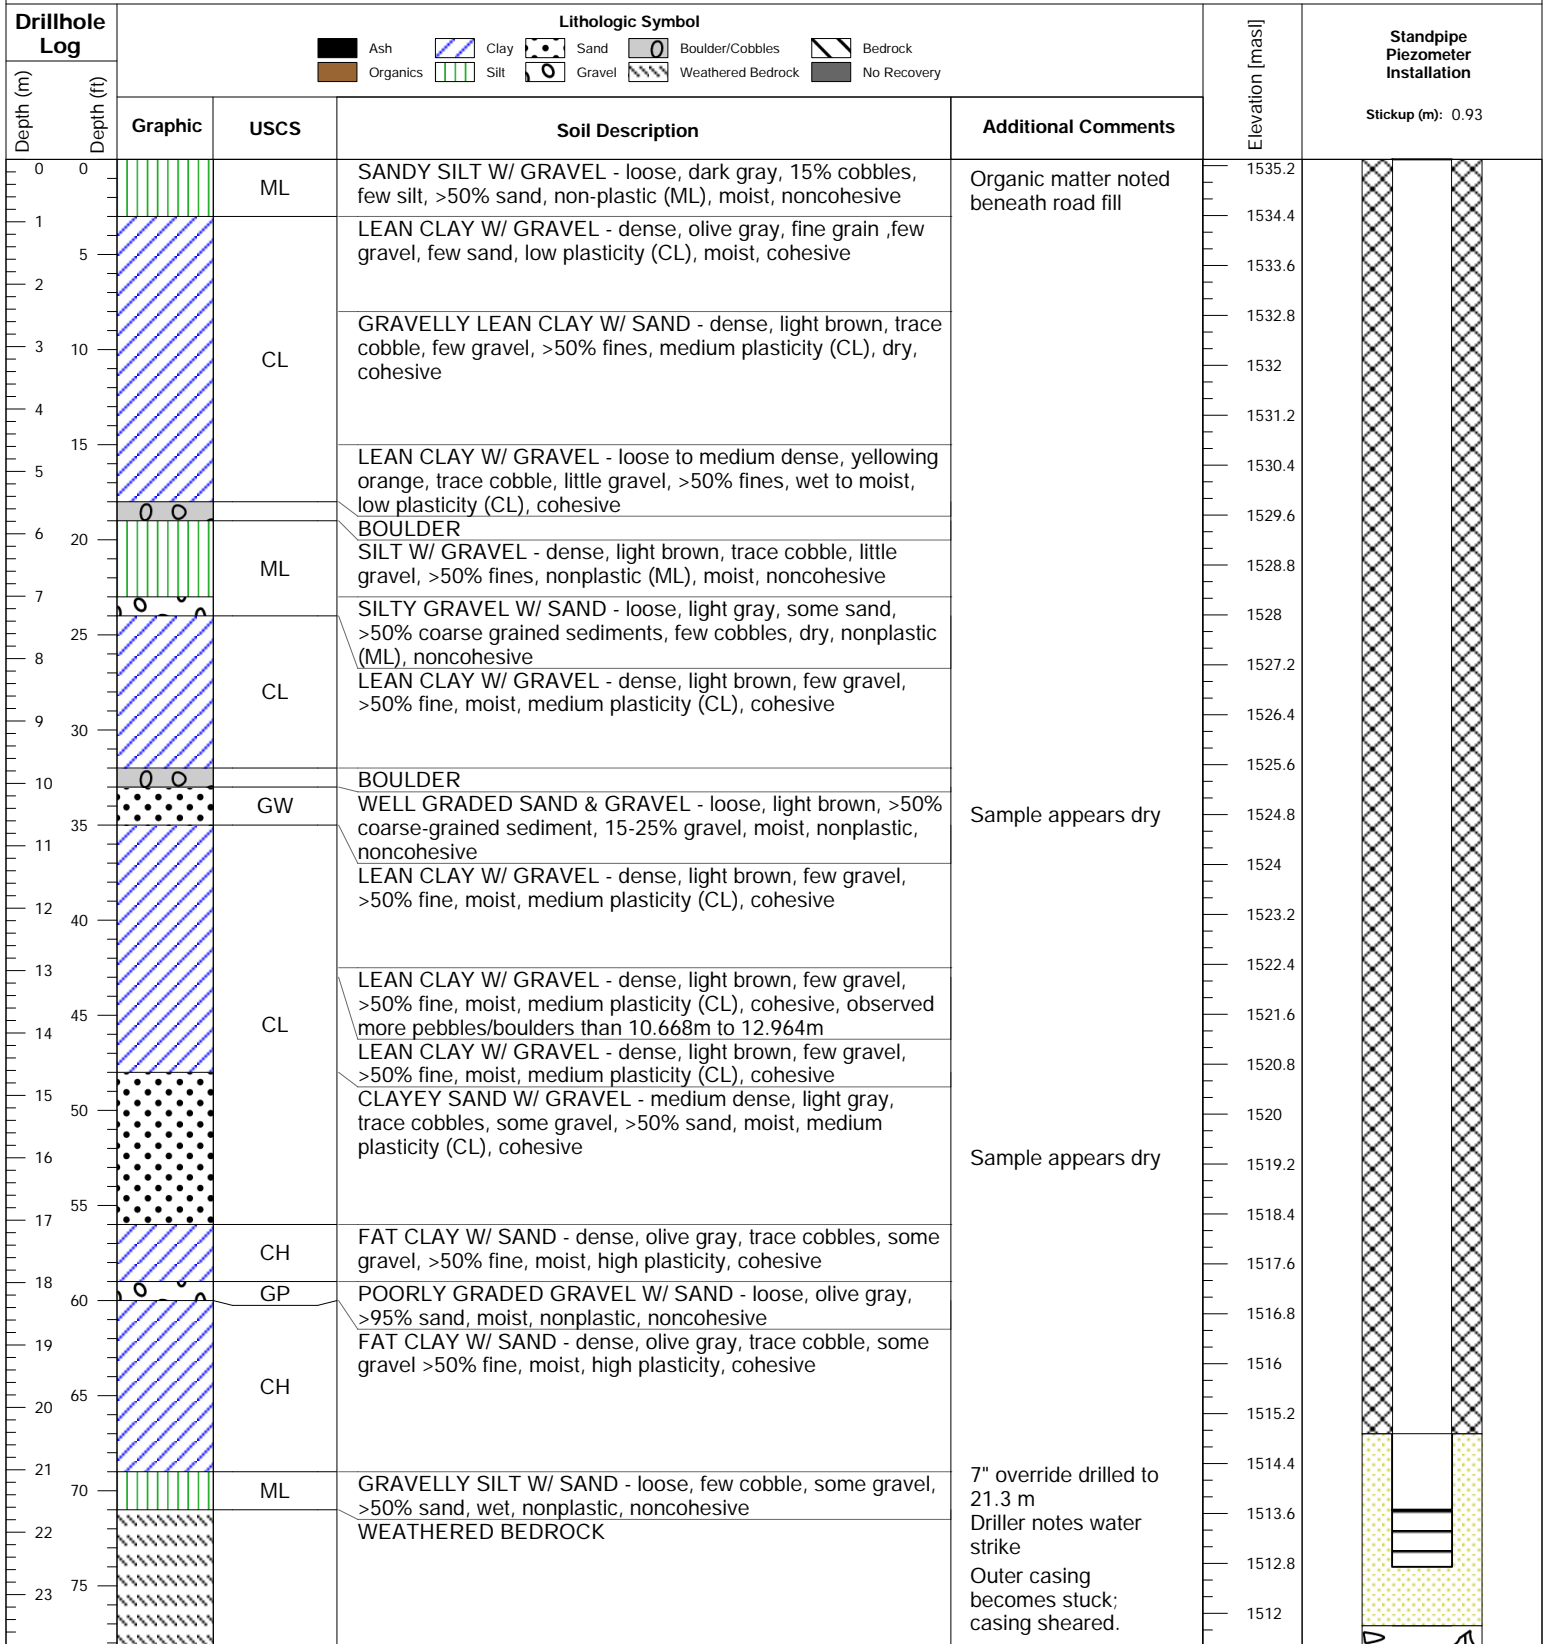 Drillhole
Log
Lithologic Symbol
Ash
Clay
Sand
Boulder/Cobbles
Bedrock
Organics
Silt
Gravel
Weathered Bedrock
No Recovery
Elevation [masl]
Standpipe
Piezometer
Installation
Stickup (m): 0.93
Depth (m)
Depth (ft)
Graphic
USCS
Soil Description
Additional Comments
0
0
ML
SANDY SILT W/ GRAVEL - loose, dark gray, 15% cobbles,
few silt, >50% sand, non-plastic (ML), moist, noncohesive
Organic matter noted
beneath road fill
1535.2
1
1534.4
LEAN CLAY W/ GRAVEL - dense, olive gray, fine grain ,few
gravel, few sand, low plasticity (CL), moist, cohesive
5
1533.6
2
1532.8
GRAVELLY LEAN CLAY W/ SAND - dense, light brown, trace
cobble, few gravel, >50% fines, medium plasticity (CL), dry,
cohesive
3
10
CL
1532
4
1531.2
15
LEAN CLAY W/ GRAVEL - loose to medium dense, yellowing
orange, trace cobble, little gravel, >50% fines, wet to moist,
low plasticity (CL), cohesive
5
1530.4
1529.6
BOULDER
6
20
SILT W/ GRAVEL - dense, light brown, trace cobble, little
gravel, >50% fines, nonplastic (ML), moist, noncohesive
ML
1528.8
7
SILTY GRAVEL W/ SAND - loose, light gray, some sand,
>50% coarse grained sediments, few cobbles, dry, nonplastic
(ML), noncohesive
1528
25
8
1527.2
LEAN CLAY W/ GRAVEL - dense, light brown, few gravel,
>50% fine, moist, medium plasticity (CL), cohesive
CL
9
1526.4
30
1525.6
10
BOULDER
GW
WELL GRADED SAND & GRAVEL - loose, light brown, >50%
coarse-grained sediment, 15-25% gravel, moist, nonplastic,
noncohesive
Sample appears dry
1524.8
35
11
1524
LEAN CLAY W/ GRAVEL - dense, light brown, few gravel,
>50% fine, moist, medium plasticity (CL), cohesive
12
40
1523.2
13
1522.4
LEAN CLAY W/ GRAVEL - dense, light brown, few gravel,
>50% fine, moist, medium plasticity (CL), cohesive, observed
more pebbles/boulders than 10.668m to 12.964m
45
CL
1521.6
14
LEAN CLAY W/ GRAVEL - dense, light brown, few gravel,
>50% fine, moist, medium plasticity (CL), cohesive
1520.8
15
CLAYEY SAND W/ GRAVEL - medium dense, light gray,
trace cobbles, some gravel, >50% sand, moist, medium
plasticity (CL), cohesive
50
1520
16
Sample appears dry
1519.2
55
17
1518.4
CH
FAT CLAY W/ SAND - dense, olive gray, trace cobbles, some
gravel, >50% fine, moist, high plasticity, cohesive
1517.6
18
60
GP
POORLY GRADED GRAVEL W/ SAND - loose, olive gray,
>95% sand, moist, nonplastic, noncohesive
1516.8
19
FAT CLAY W/ SAND - dense, olive gray, trace cobble, some
gravel >50% fine, moist, high plasticity, cohesive
1516
CH
65
20
1515.2
21
1514.4
70
ML
GRAVELLY SILT W/ SAND - loose, few cobble, some gravel,
>50% sand, wet, nonplastic, noncohesive
7" override drilled to
21.3 m
Driller notes water
strike
1513.6
22
WEATHERED BEDROCK
1512.8
75
23
Outer casing
becomes stuck;
casing sheared.
1512